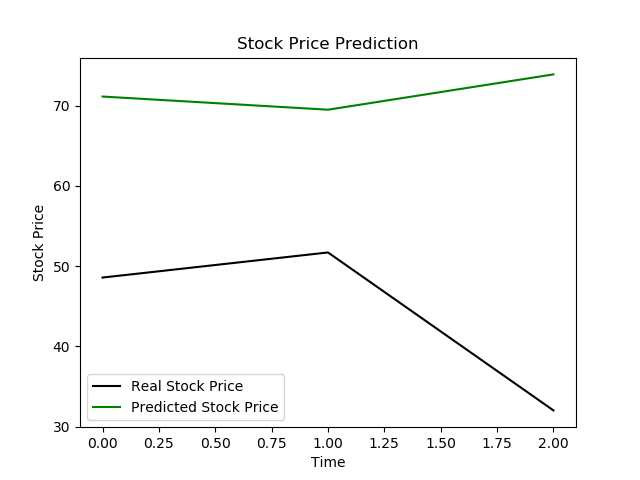 Stock Price Prediction
Stock Price
70
60
50
40
30
Real Stock Price
Predicted Stock Price
0.00 0.25 0.50 0.75 1.00 1.25 1.50 1.75 2.00
Time